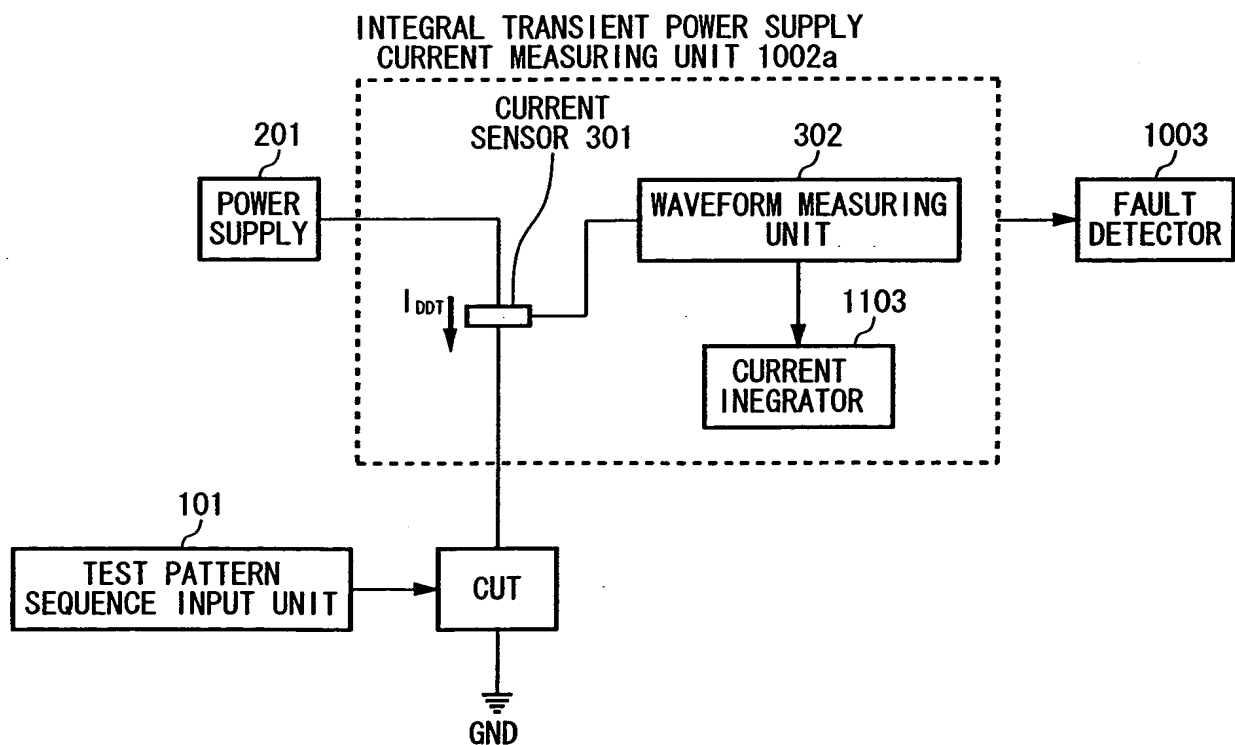 INTEGRAL TRANSIENT POWER SUPPLY
CURRENT MEASURING UNIT 1002a
CURRENT
SENSOR 301
201
302
1003
POWER
SUPPLY
WAVEFORM MEASURING
UNIT
FAULT
DETECTOR
IDDT
1103
CURRENT
INEGRATOR
101
TEST PATTERN
SEQUENCE INPUT UNIT
CUT
GND